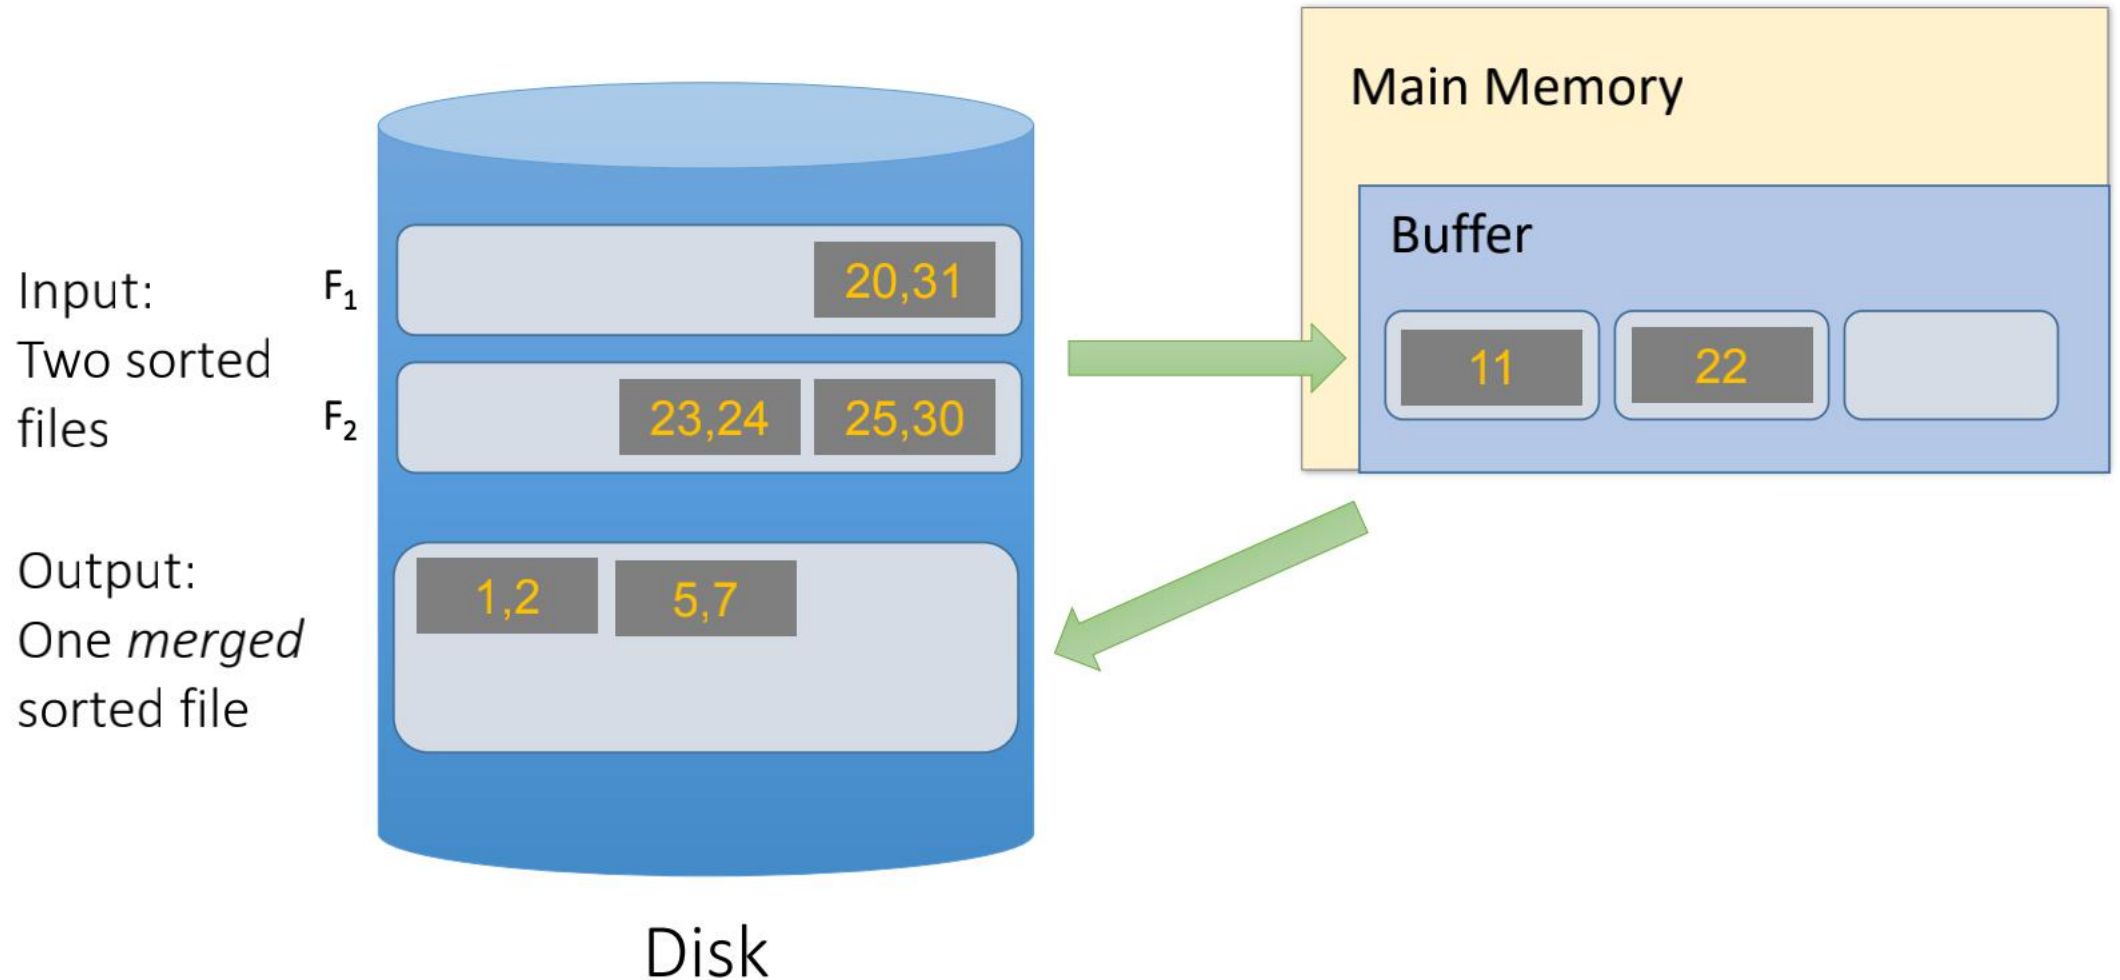 Main Memory
Buffer
11
22
Input:
Two sorted
files
F₁
20,31
F₂
23,24
25,30
Output:
One merged
sorted file
1,2
5,7
Disk